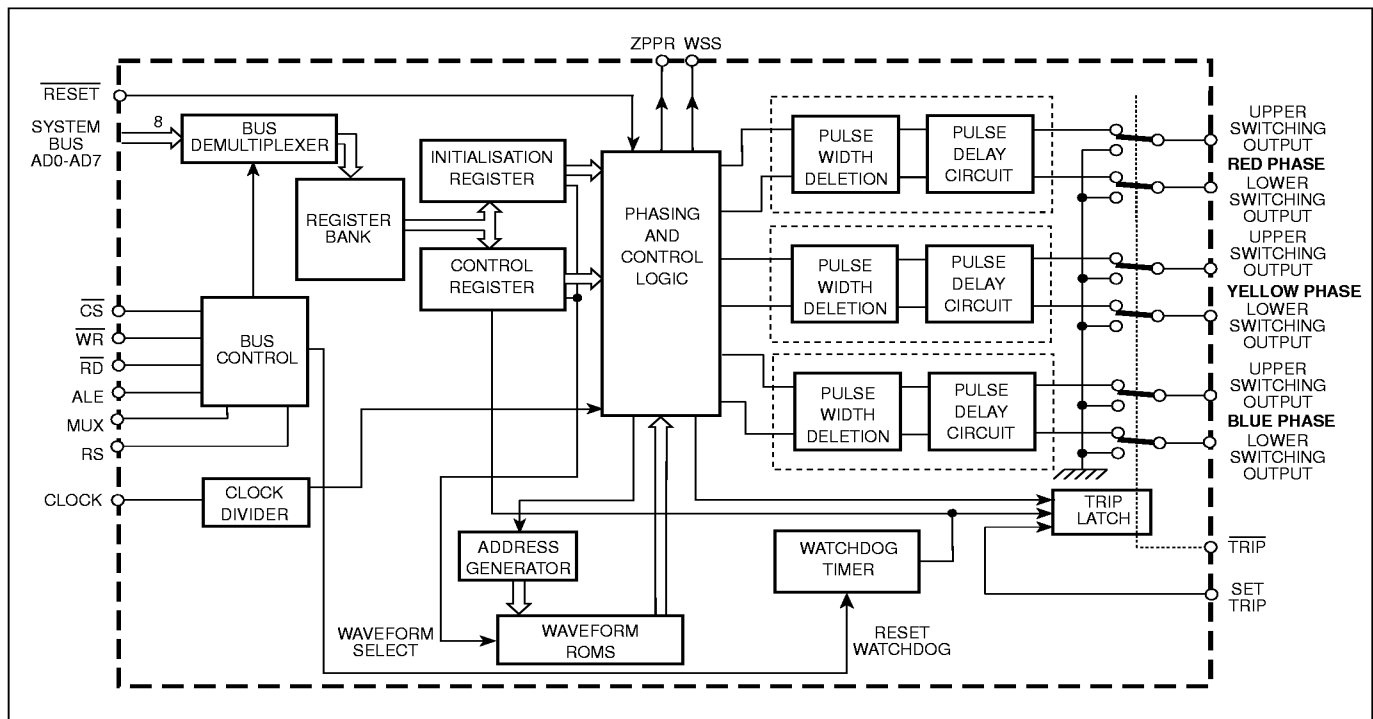 ZPPR WSS
RESET
SYSTEM
BUS
AD0-AD7
8
BUS
DEMULTIPLEXER
REGISTER
BANK
INITIALISATION
REGISTER
CONTROL
REGISTER
PHASING
AND
CONTROL
LOGIC
PULSE
WIDTH
DELETION
PULSE
DELAY
CIRCUIT
UPPER
SWITCHING
OUTPUT
RED PHASE
LOWER
SWITCHING
OUTPUT
PULSE
WIDTH
DELETION
PULSE
DELAY
CIRCUIT
UPPER
SWITCHING
OUTPUT
YELLOW PHASE
LOWER
SWITCHING
OUTPUT
PULSE
WIDTH
DELETION
PULSE
DELAY
CIRCUIT
UPPER
SWITCHING
OUTPUT
BLUE PHASE
LOWER
SWITCHING
OUTPUT
CS
WR
RD
ALE
MUX
RS
BUS
CONTROL
CLOCK
CLOCK
DIVIDER
ADDRESS
GENERATOR
WAVEFORM
SELECT
WAVEFORM
ROMS
WATCHDOG
TIMER
RESET
WATCHDOG
TRIP
LATCH
TRIP
SET
TRIP